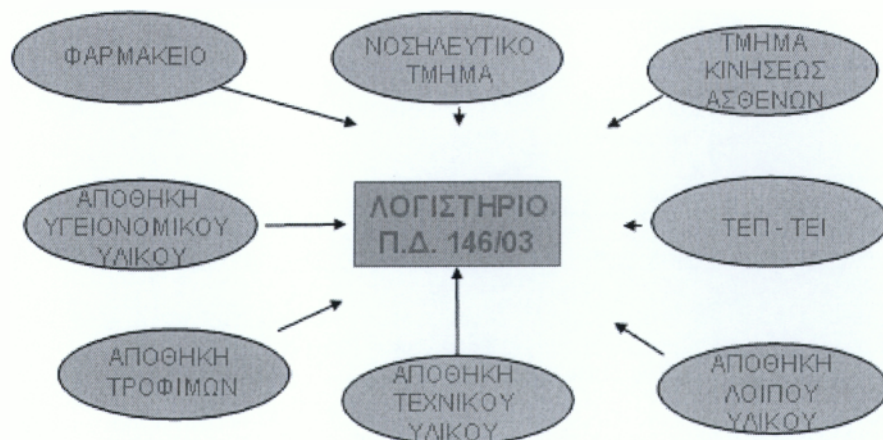 ΦΑΡΜΑΚΕΙΟ
ΝΟΣΗΛΕΥΤΙΚΟ
ΤΜΗΜΑ
ΤΜΗΜΑ
ΚΙΝΗΣΕΩΣ
ΑΣΘΕΝΩΝ
ΑΠΟΘΗΚΗ
ΥΓΕΙΟΝΟΜΙΚΟΥ
ΥΛΙΚΟΥ
ΛΟΓΙΣΤΗΡΙΟ
Π.Δ. 146/03
ΤΕΠ - ΤΕΙ
ΑΠΟΘΗΚΗ
ΤΡΟΦΙΜΩΝ
ΑΠΟΘΗΚΗ
ΤΕΧΝΙΚΟΥ
ΥΛΙΚΟΥ
ΑΠΟΘΗΚΗ
ΛΟΙΠΟΥ
ΥΛΙΚΟΥ